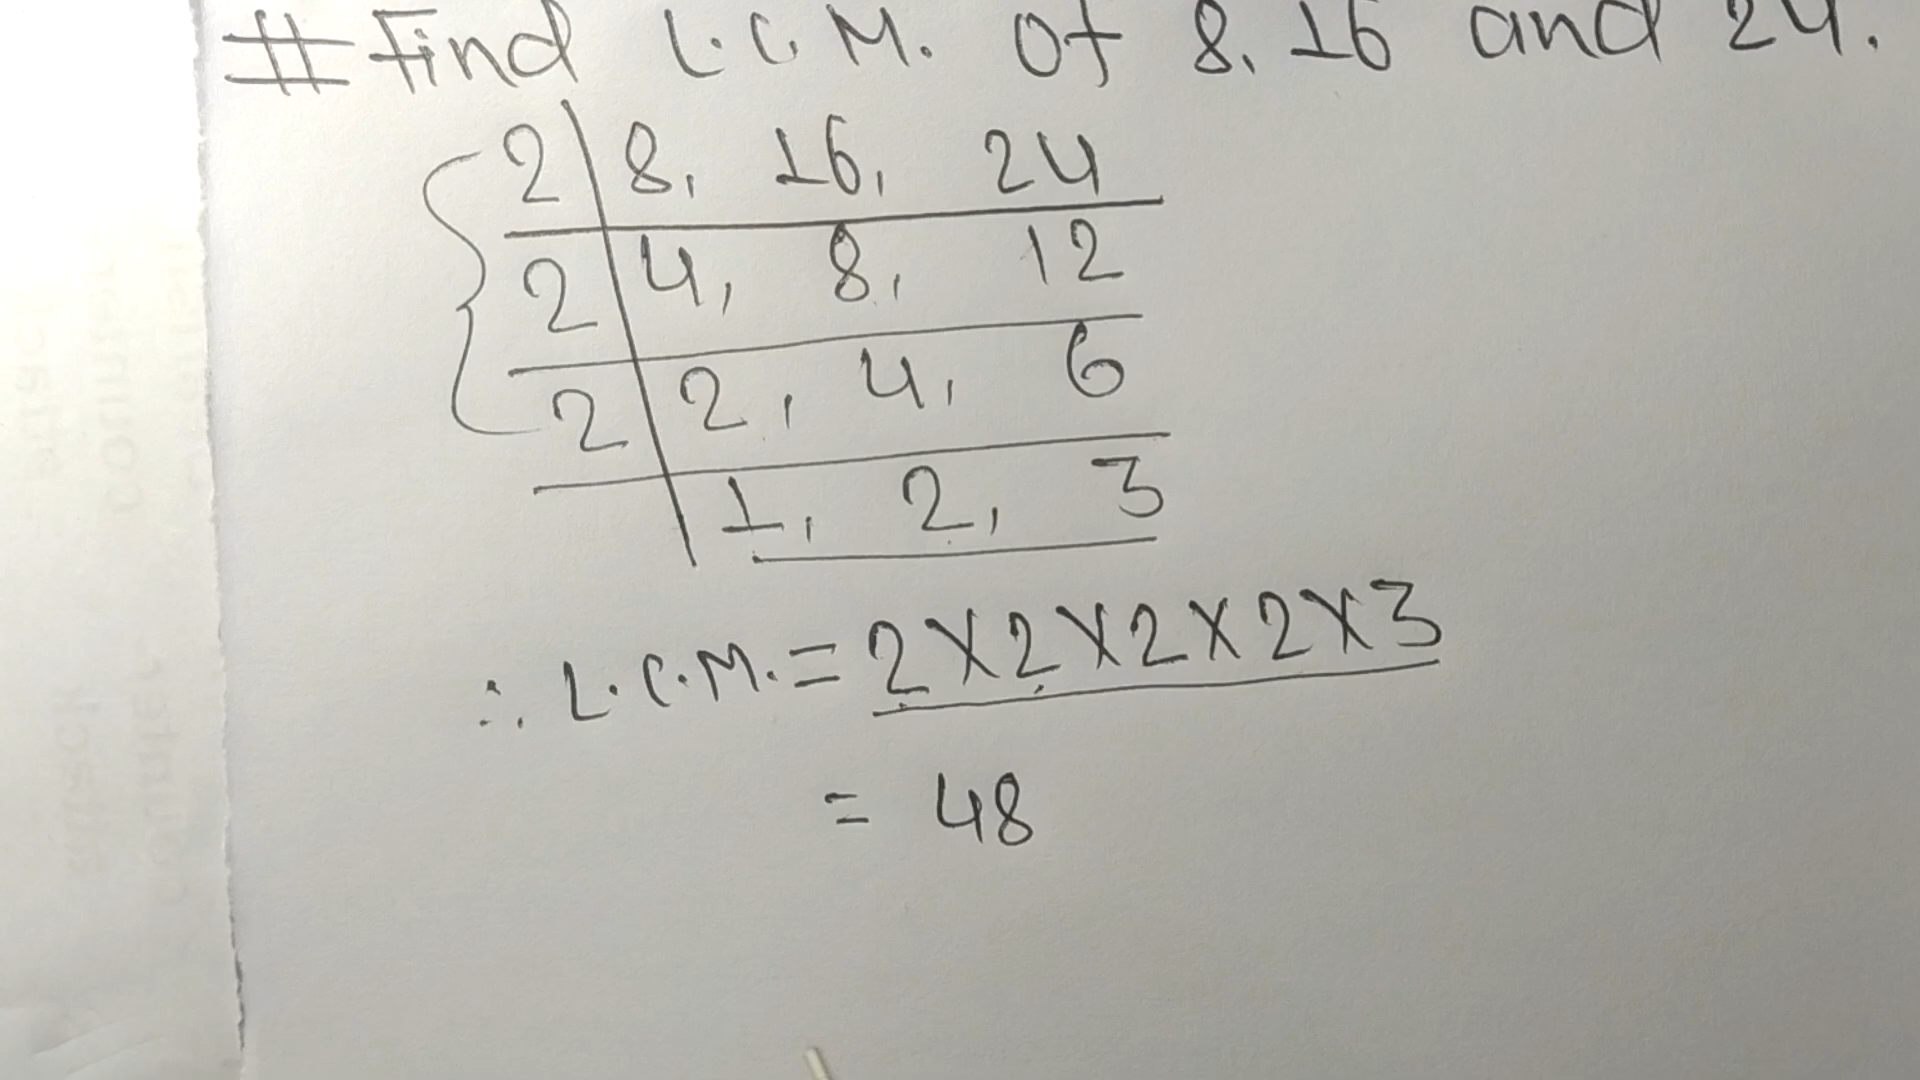 # Find L.C.M. of 8, 16 and 24.
2 8, 16, 24
2 4, 8, 12
2 2, 4, 6
1, 2, 3
∴ L.C.M. = 2×2×2×2×3
= 48